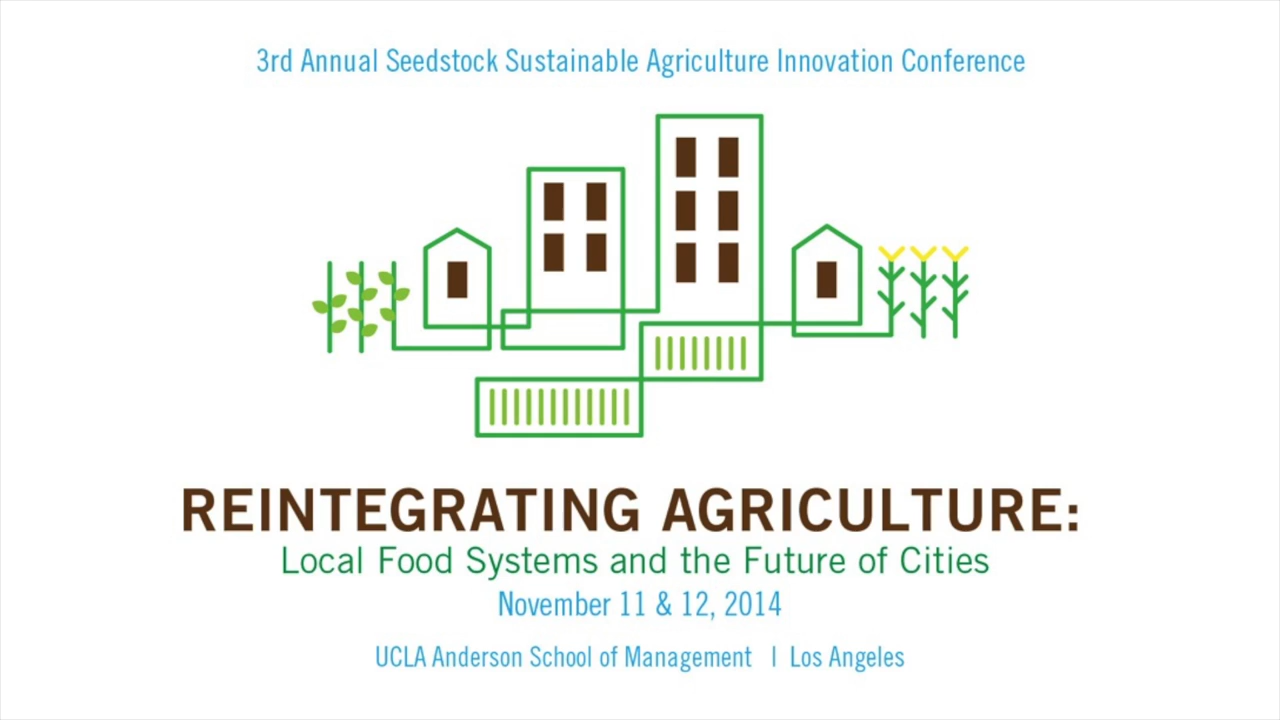 3rd Annual Seedstock Sustainable Agriculture Innovation Conference
REINTEGRATING AGRICULTURE:
Local Food Systems and the Future of Cities
November 11 & 12, 2014
UCLA Anderson School of Management | Los Angeles